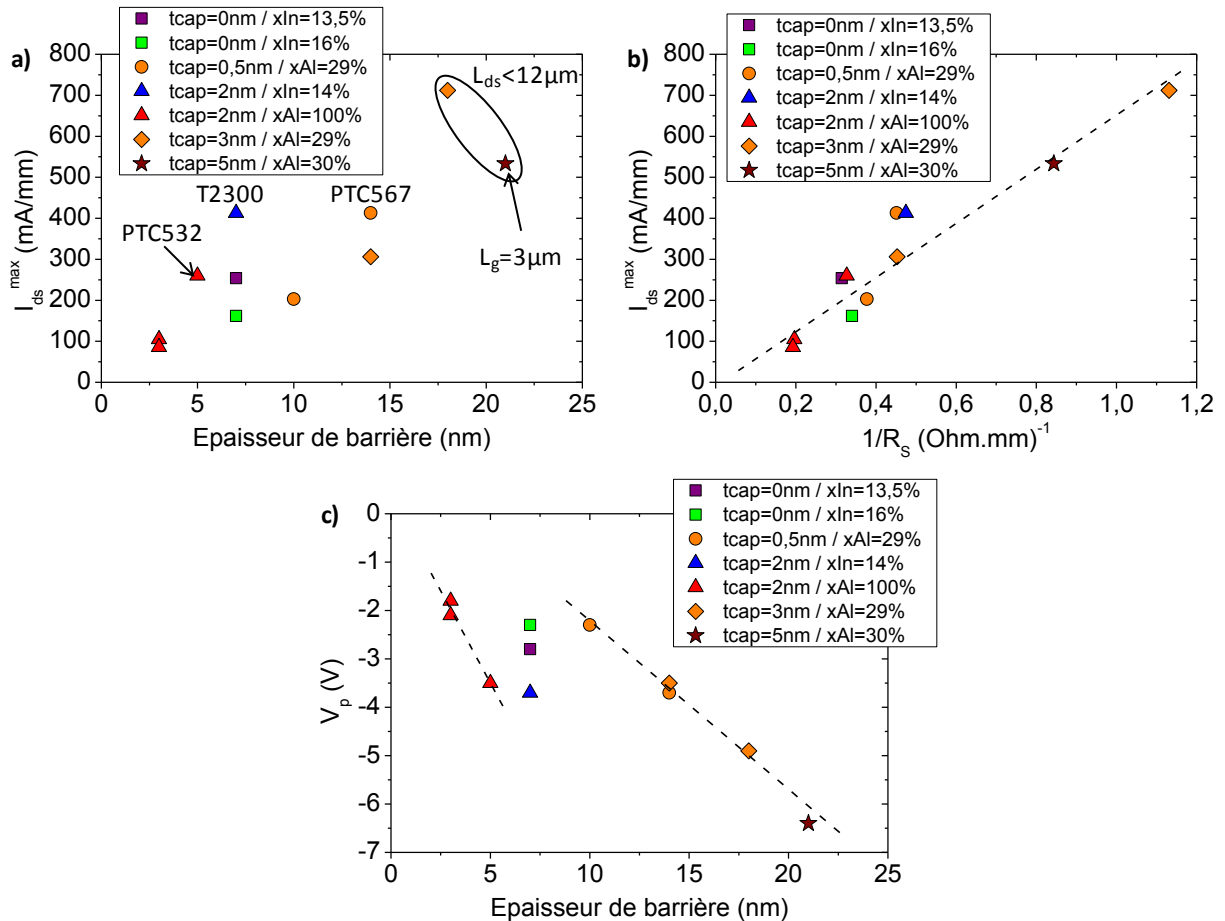 a)
tcap=0nm / xIn=13,5%
tcap=0nm / xIn=16%
tcap=0,5nm / xAl=29%
tcap=2nm / xIn=14%
tcap=2nm / xAl=100%
tcap=3nm / xAl=29%
tcap=5nm / xAl=30%
L_ds<12µm
T2300
PTC567
PTC532
L_g=3µm
800
700
600
500
400
300
200
100
0
I_ds^max (mA/mm)
0 5 10 15 20 25
Epaisseur de barrière (nm)
b)
tcap=0nm / xIn=13,5%
tcap=0nm / xIn=16%
tcap=0,5nm / xAl=29%
tcap=2nm / xIn=14%
tcap=2nm / xAl=100%
tcap=3nm / xAl=29%
tcap=5nm / xAl=30%
800
700
600
500
400
300
200
100
0
I_ds^max (mA/mm)
0,0 0,2 0,4 0,6 0,8 1,0 1,2
1/R_S (Ohm.mm)^-1
c)
tcap=0nm / xIn=13,5%
tcap=0nm / xIn=16%
tcap=0,5nm / xAl=29%
tcap=2nm / xIn=14%
tcap=2nm / xAl=100%
tcap=3nm / xAl=29%
tcap=5nm / xAl=30%
0
-1
-2
-3
-4
-5
-6
-7
V_p (V)
0 5 10 15 20 25
Epaisseur de barrière (nm)